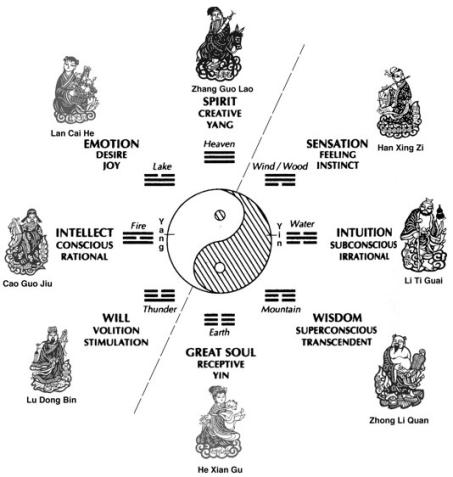 Zhang Guo Lao
SPIRIT
CREATIVE
YANG
Heaven
Lan Cai He
EMOTION
DESIRE
JOY
Lake
Han Xing Zi
SENSATION
FEELING
INSTINCT
Wind/Wood
Cao Guo Jiu
INTELLECT
CONSCIOUS
RATIONAL
Fire
Yang
Yin
Water
INTUITION
SUBCONSCIOUS
IRRATIONAL
Li Ti Guai
Thunder
WILL
VOLITION
STIMULATION
Lu Dong Bin
Mountain
WISDOM
SUPERCONSCIOUS
TRANSCENDENT
Zhong Li Quan
Earth
GREAT SOUL
RECEPTIVE
YIN
He Xian Gu